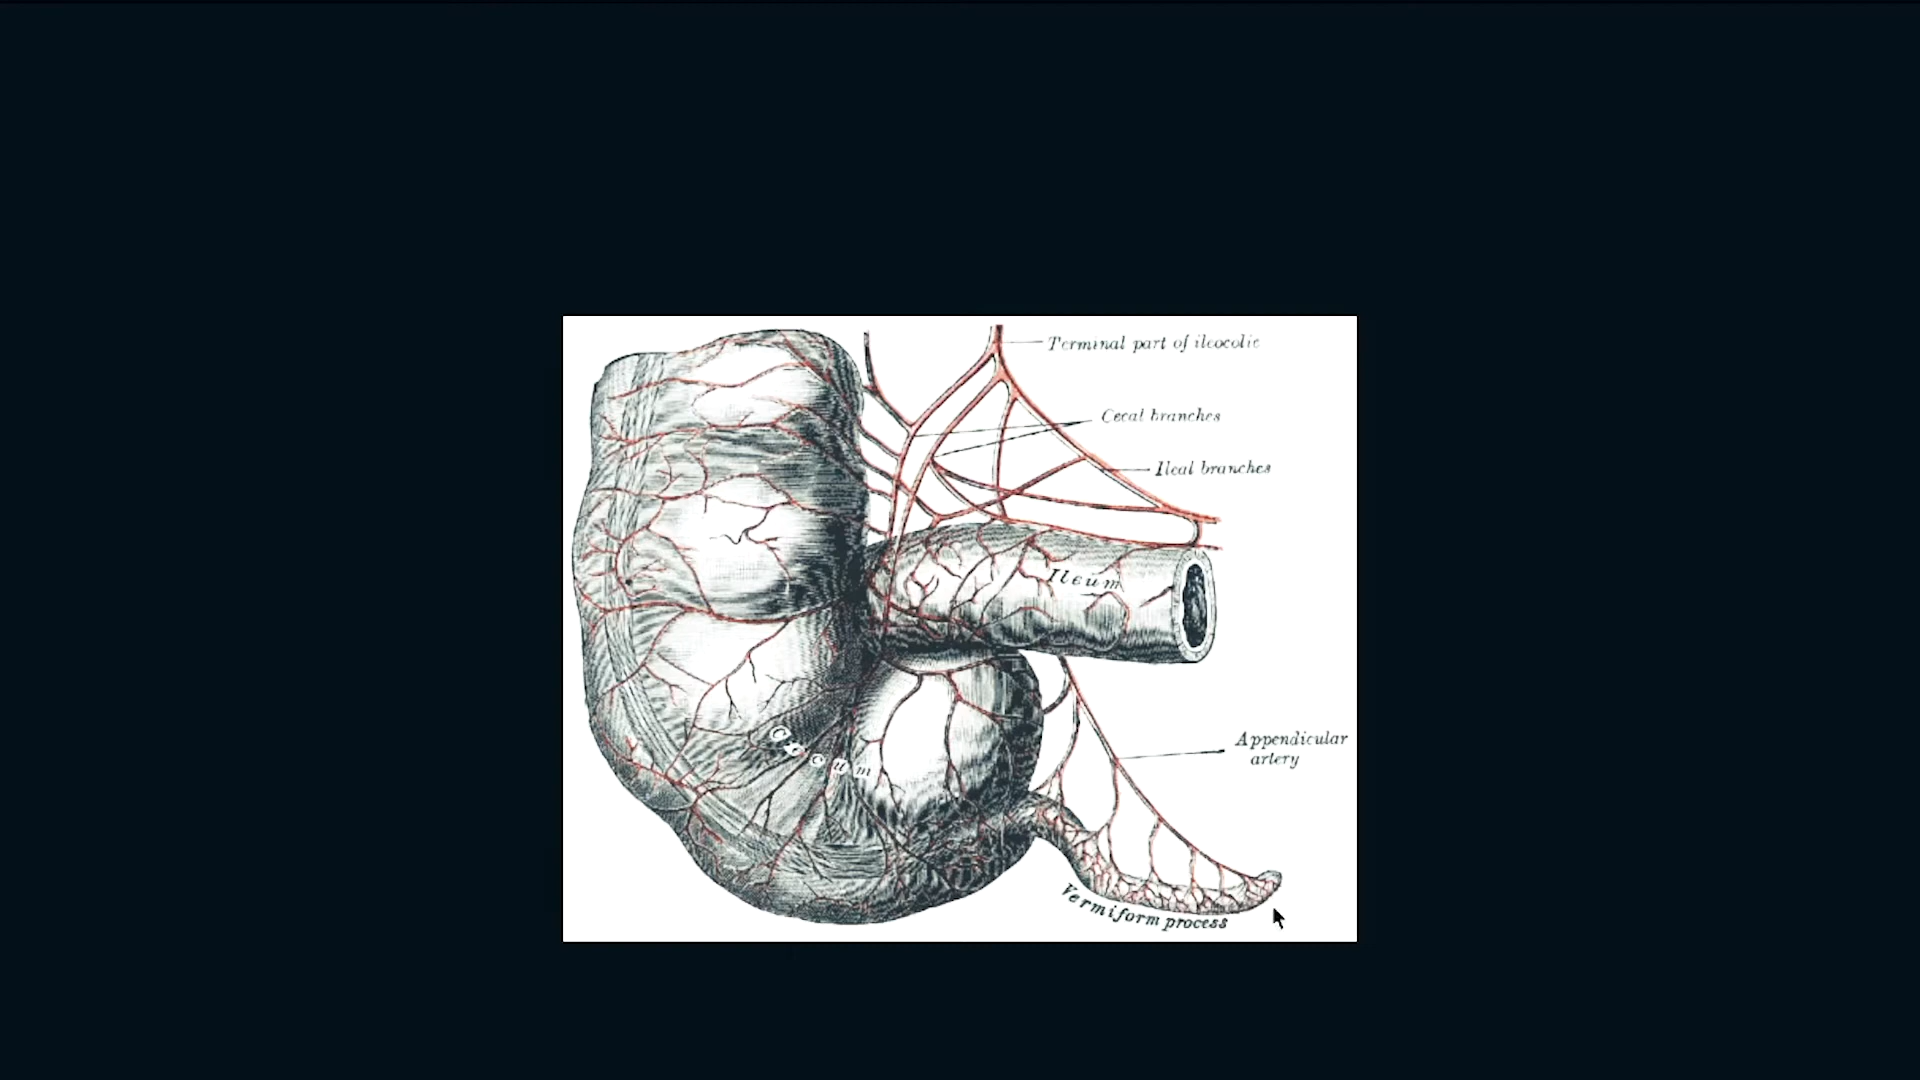 Terminal part of ileocolic
Cecal branches
Ileal branches
Ileum
Cæcum
Appendicular
artery
Vermiform process